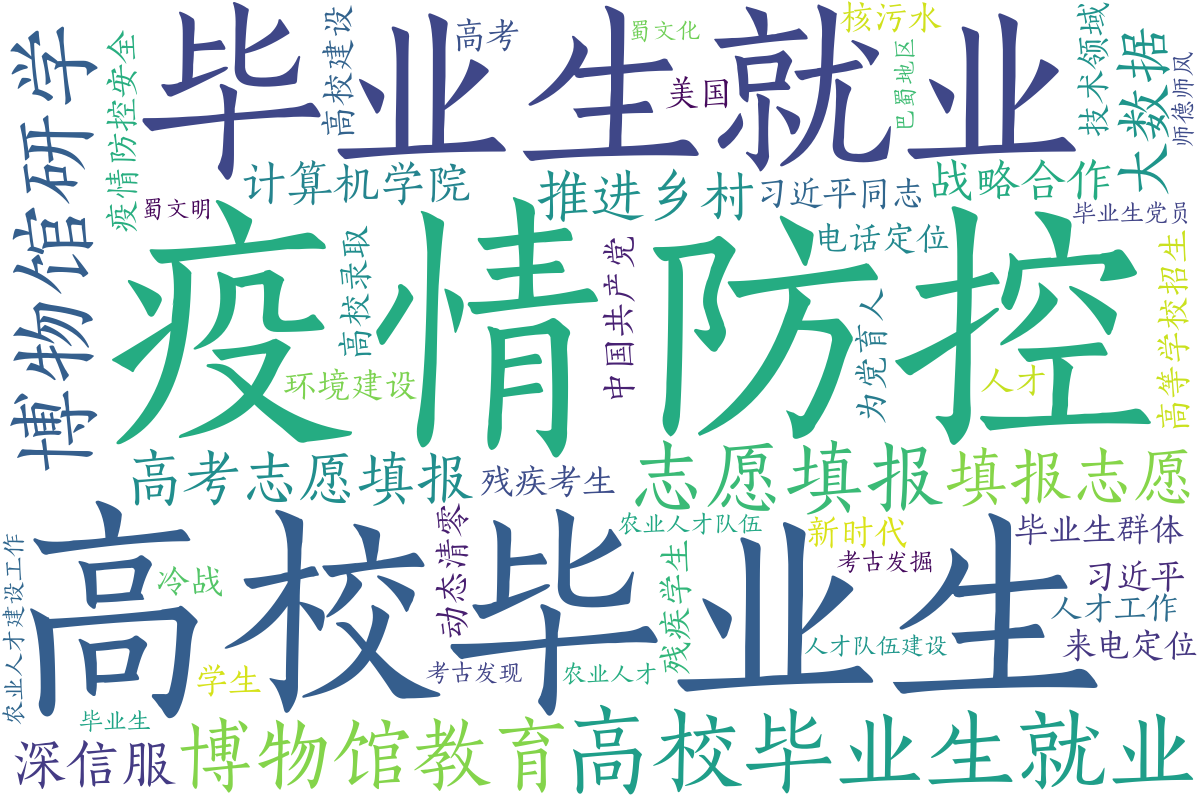 毕业生就业
高考
蜀文化
核污水
美国
巴蜀地区
高校建设
疫情防控安全
博物馆研学
技术领域
大数据
师德师风
计算机学院
推进乡村
习近平同志
战略合作
蜀文明
毕业生党员
疫情防控
电话定位
高校录取
中国共产党
为党育人
高等学校招生
环境建设
人才
高考志愿填报
残疾考生
志愿填报
填报志愿
高校毕业生
动态清零
农业人才队伍
新时代
毕业生群体
农业人才建设工作
冷战
残疾学生
考古发掘
习近平
人才工作
人才队伍建设
来电定位
学生
考古发现
农业人才
毕业生
深信服
博物馆教育
高校毕业生就业